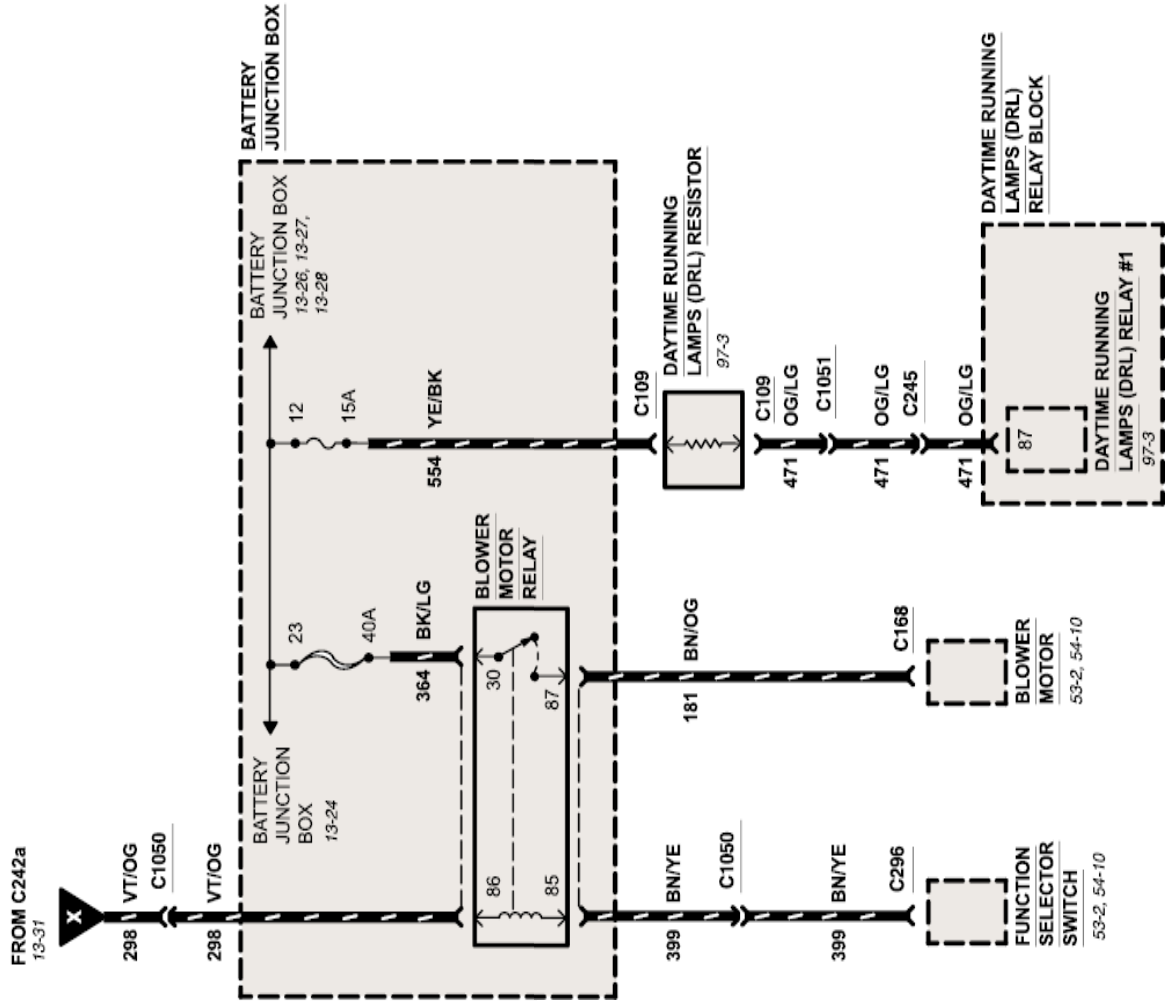 FROM C242a
13-31
X
298
VT/OG
C1050
298
VT/OG
BATTERY
JUNCTION BOX
BATTERY
JUNCTION
BOX
13-24
BATTERY
JUNCTION BOX
13-26, 13-27,
13-28
23
40A
12
15A
364
BK/LG
554
YE/BK
BLOWER
MOTOR
RELAY
86
30
85
87
399
BN/YE
C1050
399
BN/YE
C296
FUNCTION
SELECTOR
SWITCH
53-2, 54-10
181
BN/OG
C168
BLOWER
MOTOR
53-2, 54-10
C109
DAYTIME RUNNING
LAMPS (DRL) RESISTOR
97-3
C109
471
OG/LG
C1051
471
OG/LG
C245
471
OG/LG
DAYTIME RUNNING
LAMPS (DRL)
RELAY BLOCK
87
DAYTIME RUNNING
LAMPS (DRL) RELAY #1
97-3